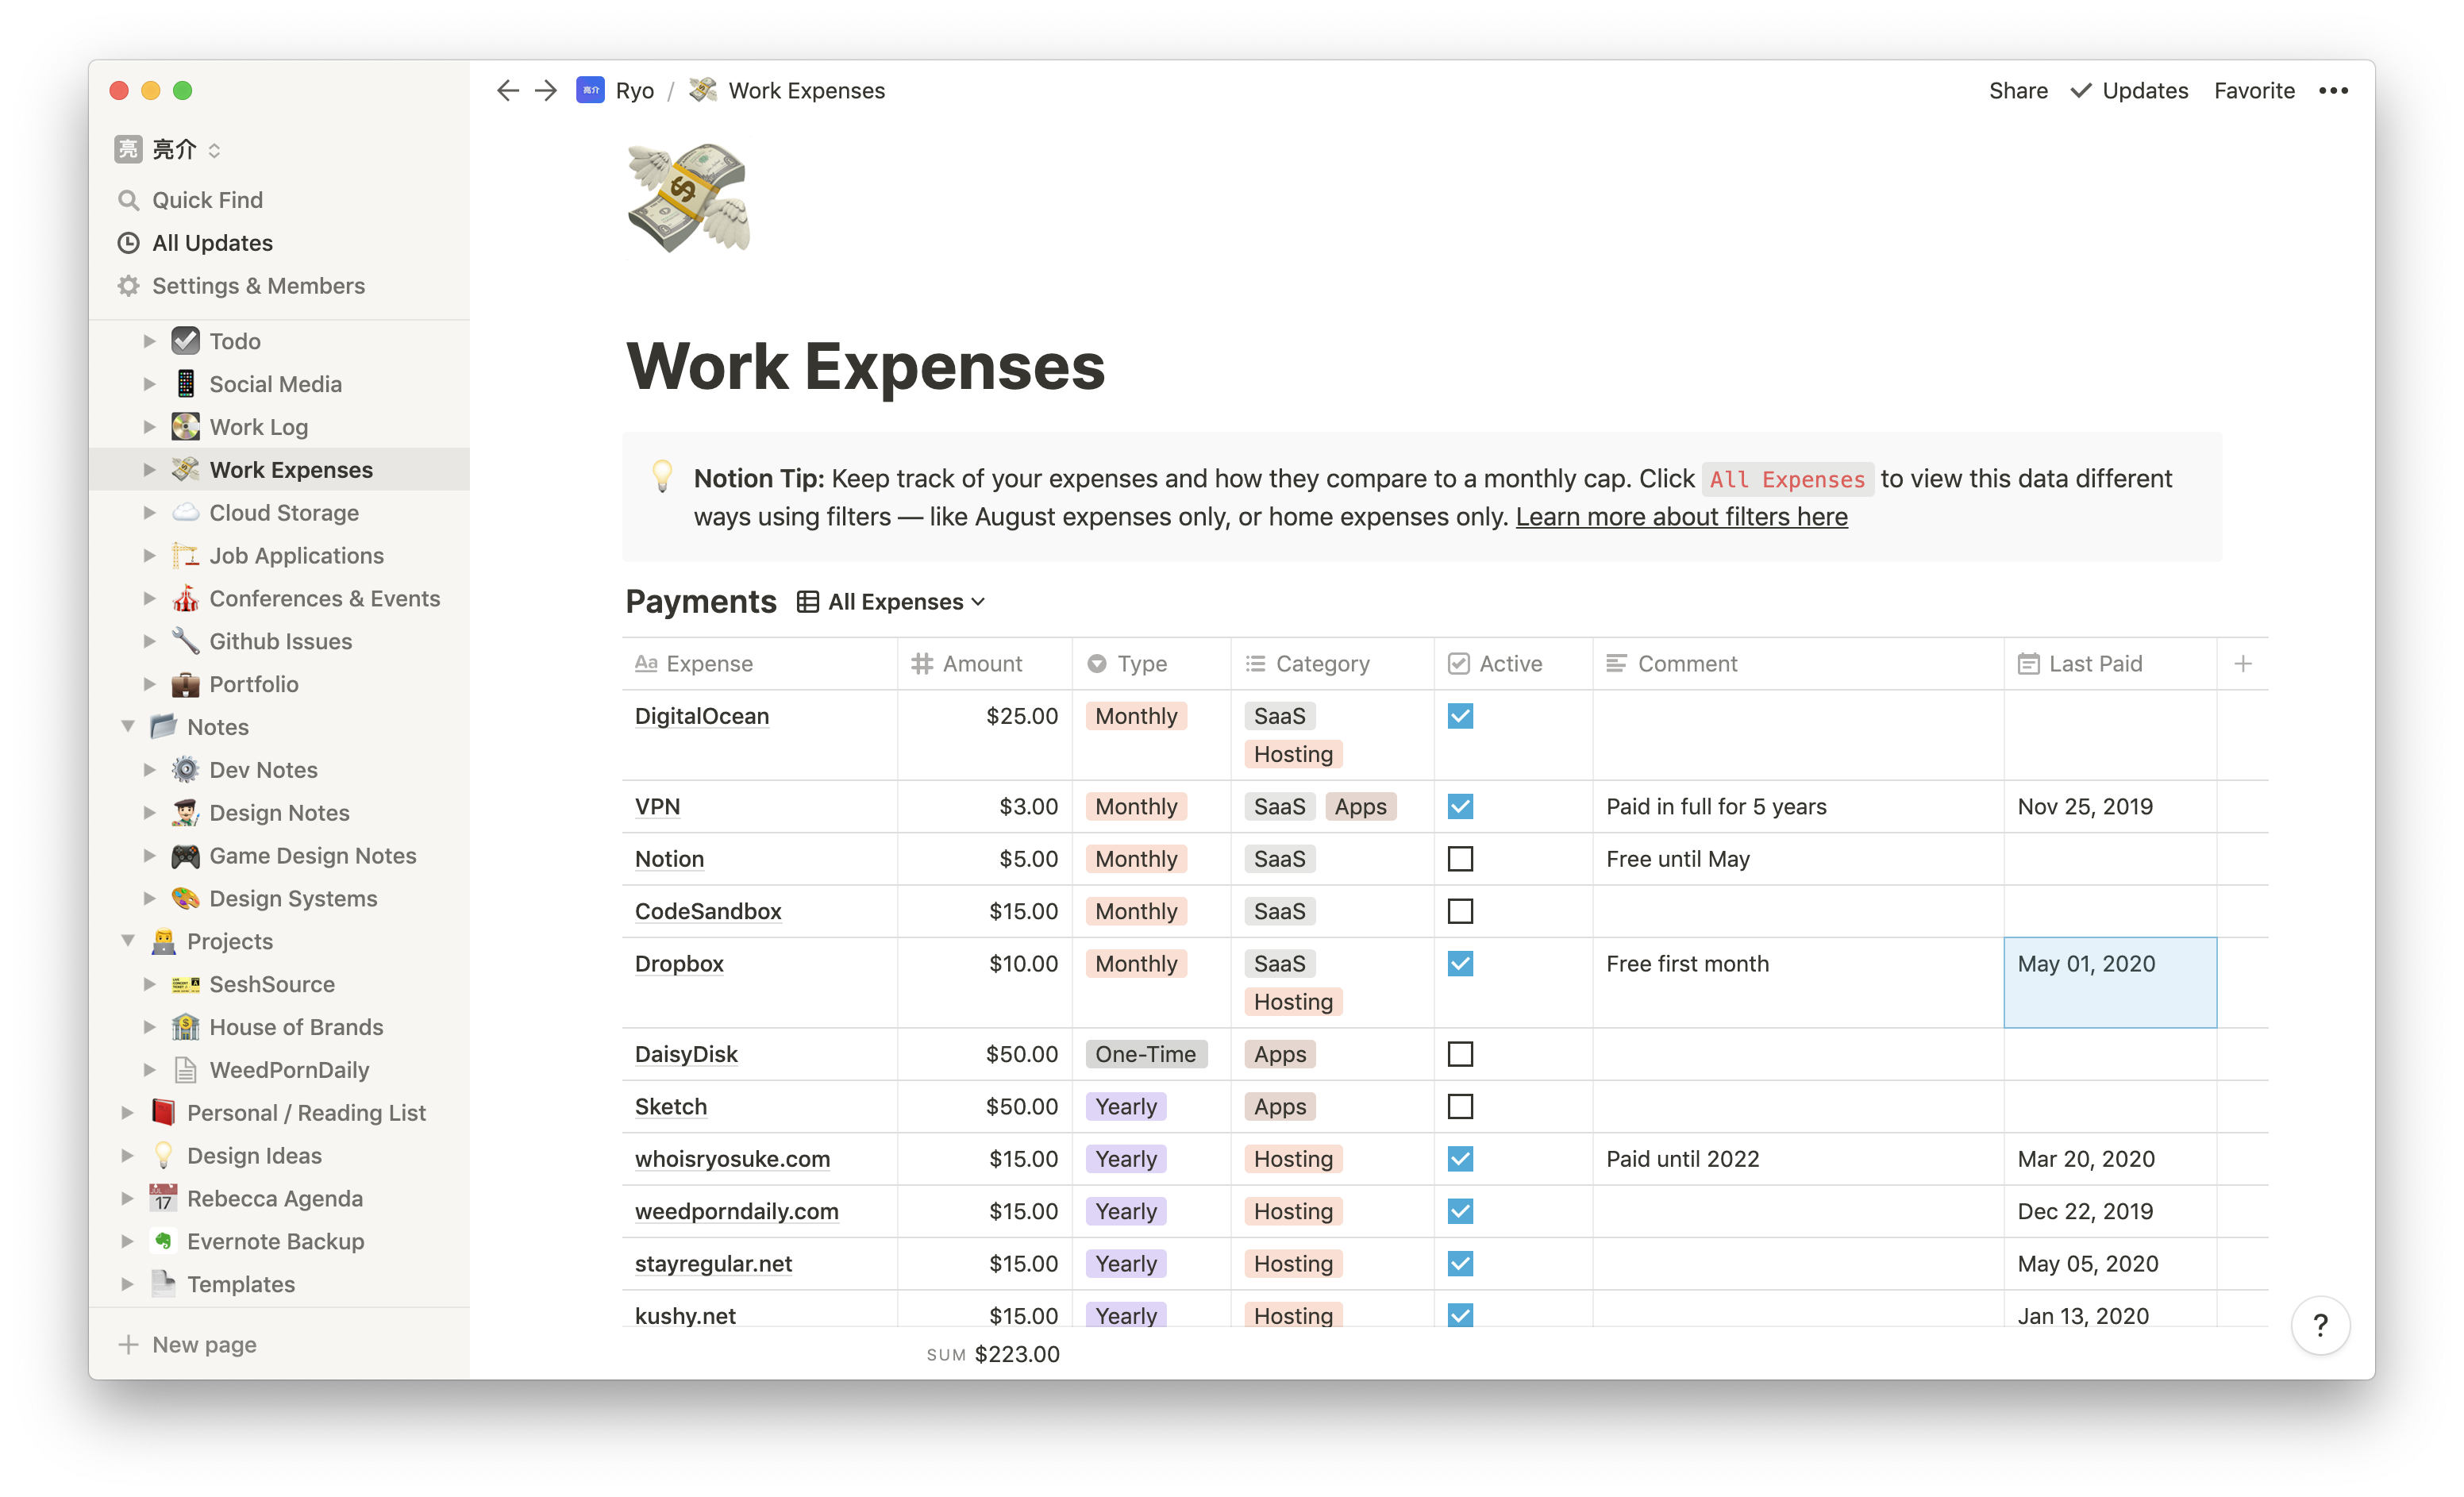 亮介 Ryo / Work Expenses Share Updates Favorite •••
亮 亮介
Quick Find
All Updates
Settings & Members
Todo
Social Media
Work Log
Work Expenses
Cloud Storage
Job Applications
Conferences & Events
Github Issues
Portfolio
Notes
Dev Notes
Design Notes
Game Design Notes
Design Systems
Projects
SeshSource
House of Brands
WeedPornDaily
Personal / Reading List
Design Ideas
JUL 17 Rebecca Agenda
Evernote Backup
Templates
+ New page
Work Expenses
Notion Tip: Keep track of your expenses and how they compare to a monthly cap. Click All Expenses to view this data different
ways using filters — like August expenses only, or home expenses only. Learn more about filters here
Payments All Expenses
Aa Expense # Amount Type Category Active Comment Last Paid +
DigitalOcean $25.00 Monthly SaaS
Hosting
VPN $3.00 Monthly SaaS Apps Paid in full for 5 years Nov 25, 2019
Notion $5.00 Monthly SaaS Free until May
CodeSandbox $15.00 Monthly SaaS
Dropbox $10.00 Monthly SaaS Free first month May 01, 2020
Hosting
DaisyDisk $50.00 One-Time Apps
Sketch $50.00 Yearly Apps
whoisryosuke.com $15.00 Yearly Hosting Paid until 2022 Mar 20, 2020
weedporndaily.com $15.00 Yearly Hosting Dec 22, 2019
stayregular.net $15.00 Yearly Hosting May 05, 2020
kushy.net $15.00 Yearly Hosting Jan 13, 2020
SUM $223.00
?